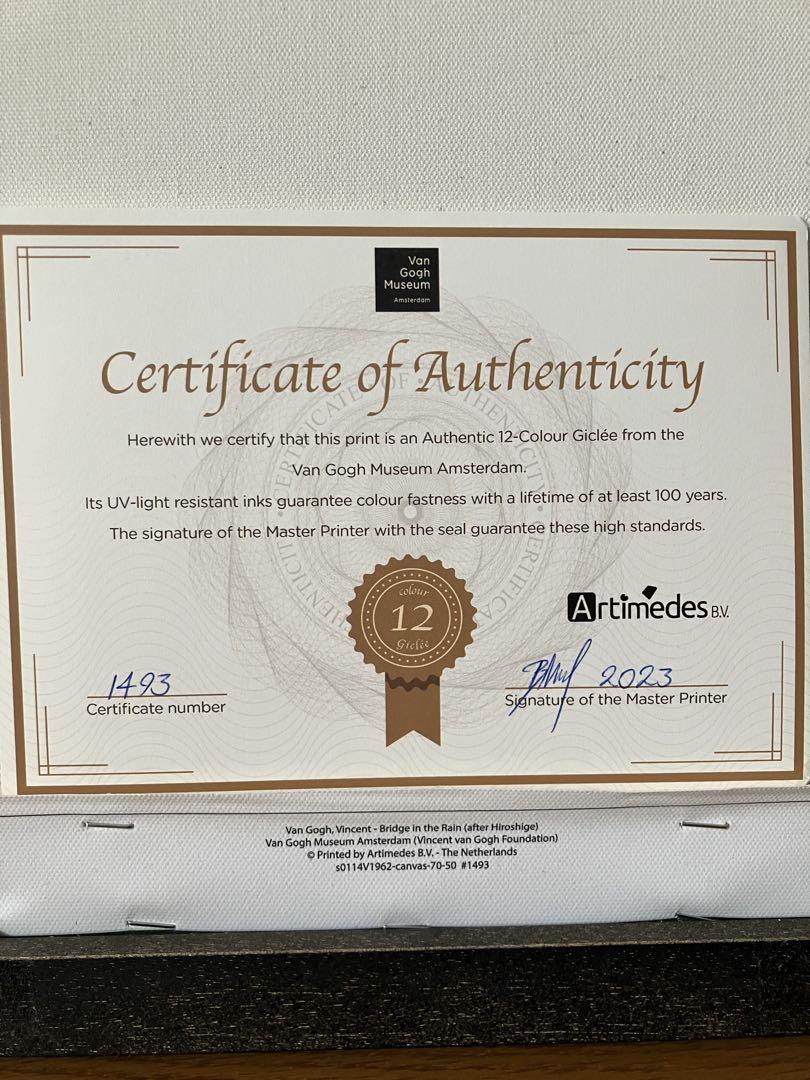 Van
Gogh
Museum
Amsterdam
Certificate of Authenticity
Herewith we certify that this print is an Authentic 12-Colour Giclée from the
Van Gogh Museum Amsterdam.
Its UV-light resistant inks guarantee colour fastness with a lifetime of at least 100 years.
The signature of the Master Printer with the seal guarantee these high standards.
colour
12
Giclée
Artimedes B.V.
1493
Certificate number
2023
Signature of the Master Printer
Van Gogh, Vincent - Bridge in the Rain (after Hiroshige)
Van Gogh Museum Amsterdam (Vincent van Gogh Foundation)
© Printed by Artimedes B.V. - The Netherlands
s0114V1962-canvas-70-50 #1493